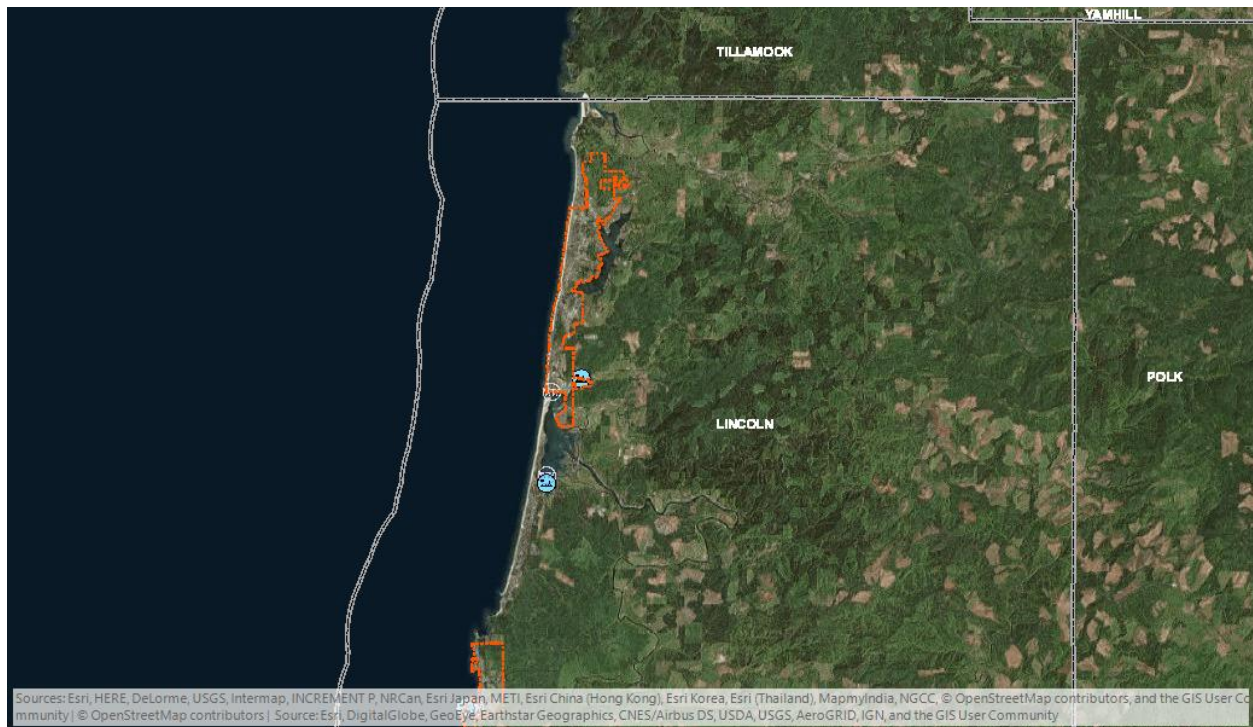 YAMHILL
TILLAMOOK
POLK
LINCOLN
Sources: Esri, HERE, DeLorme, USGS, Intermap, INCREMENT P, NRCan, Esri Japan, METI, Esri China (Hong Kong), Esri Korea, Esri (Thailand), MapmyIndia, NGCC, © OpenStreetMap contributors, and the GIS User Co
mmunity | © OpenStreetMap contributors | Source: Esri, DigitalGlobe, GeoEye, Earthstar Geographics, CNES/Airbus DS, USDA, USGS, AeroGRID, IGN, and the GIS User Community